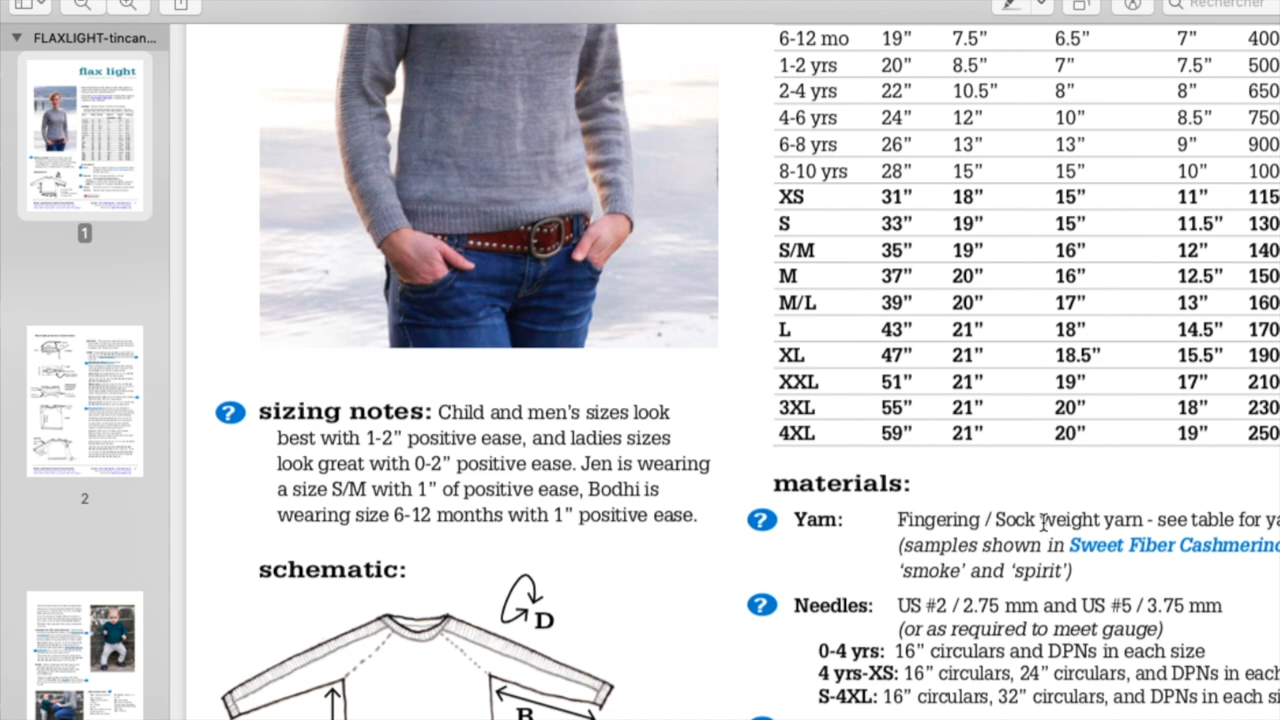 Rechercher
FLAXLIGHT-tincan...
flax light
1
2
6-12 mo 19” 7.5” 6.5” 7” 400
1-2 yrs 20” 8.5” 7” 7.5” 500
2-4 yrs 22” 10.5” 8” 8” 650
4-6 yrs 24” 12” 10” 8.5” 750
6-8 yrs 26” 13” 13” 9” 900
8-10 yrs 28” 15” 15” 10” 100
XS 31” 18” 15” 11” 115
S 33” 19” 15” 11.5” 130
S/M 35” 19” 16” 12” 140
M 37” 20” 16” 12.5” 150
M/L 39” 20” 17” 13” 160
L 43” 21” 18” 14.5” 170
XL 47” 21” 18.5” 15.5” 190
XXL 51” 21” 19” 17” 210
3XL 55” 21” 20” 18” 230
4XL 59” 21” 20” 19” 250
? sizing notes: Child and men's sizes look
best with 1-2” positive ease, and ladies sizes
look great with 0-2” positive ease. Jen is wearing
a size S/M with 1” of positive ease, Bodhi is
wearing size 6-12 months with 1” positive ease.
schematic:
D
B
materials:
? Yarn: Fingering / Sock weight yarn - see table for ya
(samples shown in Sweet Fiber Cashmerino
‘smoke’ and ‘spirit’)
? Needles: US #2 / 2.75 mm and US #5 / 3.75 mm
(or as required to meet gauge)
0-4 yrs: 16” circulars and DPNs in each size
4 yrs-XS: 16” circulars, 24” circulars, and DPNs in each
S-4XL: 16” circulars, 32” circulars, and DPNs in each si